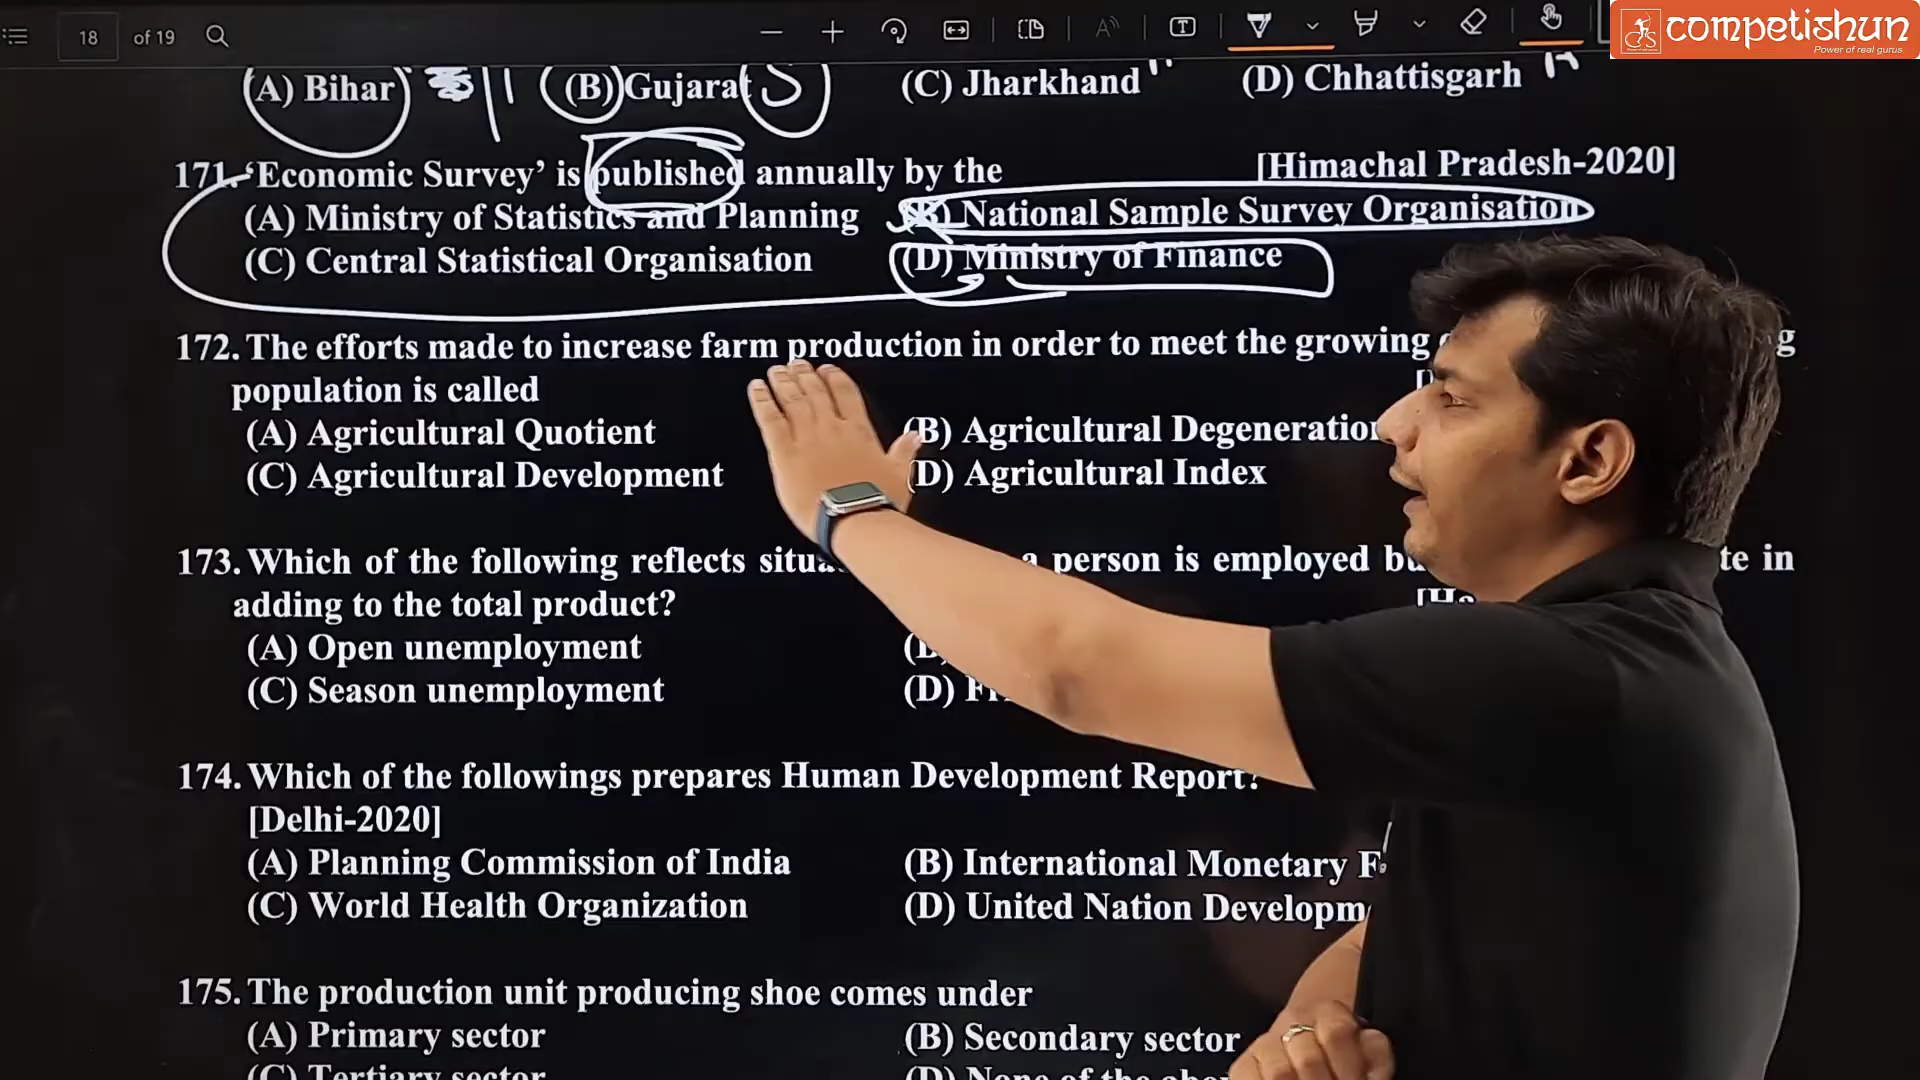 18 of 19
competishun
Power of real gurus
(A) Bihar (B) Gujarat (C) Jharkhand (D) Chhattisgarh
171. ‘Economic Survey’ is published annually by the [Himachal Pradesh-2020]
(A) Ministry of Statistics and Planning (B) National Sample Survey Organisation
(C) Central Statistical Organisation (D) Ministry of Finance
172. The efforts made to increase farm production in order to meet the growing
population is called
(A) Agricultural Quotient (B) Agricultural Degeneration
(C) Agricultural Development (D) Agricultural Index
173. Which of the following reflects a person is employed in
adding to the total product?
(A) Open unemployment
(C) Season unemployment (D)
174. Which of the followings prepares Human Development Report?
[Delhi-2020]
(A) Planning Commission of India (B) International Monetary
(C) World Health Organization (D) United Nation
175. The production unit producing shoe comes under
(A) Primary sector (B) Secondary sector
(C) Tertiary sector (D) None of the